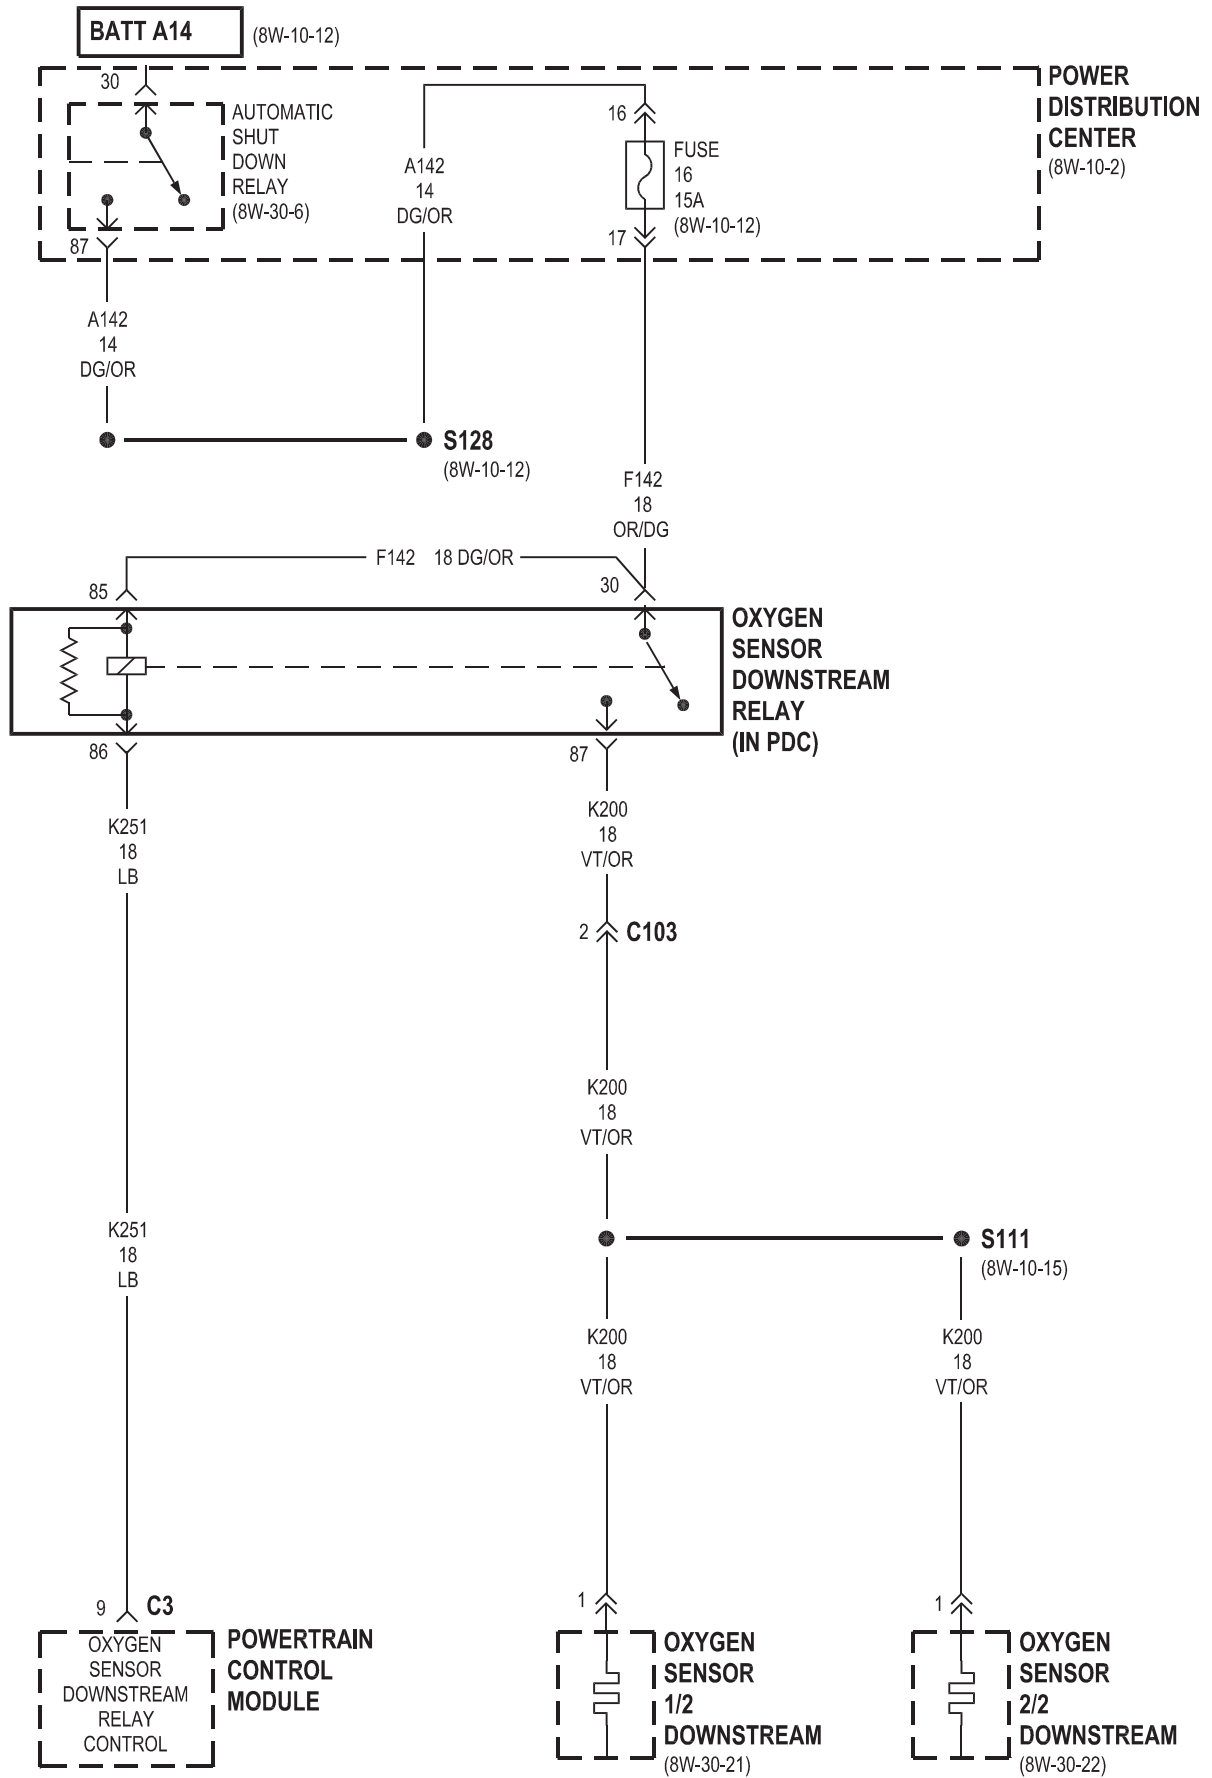 BATT A14
(8W-10-12)
30
AUTOMATIC
SHUT
DOWN
RELAY
(8W-30-6)
87
A142
14
DG/OR
16
FUSE
16
15A
(8W-10-12)
17
POWER
DISTRIBUTION
CENTER
(8W-10-2)
A142
14
DG/OR
S128
(8W-10-12)
F142
18
OR/DG
F142 18 DG/OR
85
30
OXYGEN
SENSOR
DOWNSTREAM
RELAY
(IN PDC)
86
87
K251
18
LB
K200
18
VT/OR
2 C103
K200
18
VT/OR
K251
18
LB
S111
(8W-10-15)
K200
18
VT/OR
K200
18
VT/OR
9 C3
OXYGEN
SENSOR
DOWNSTREAM
RELAY
CONTROL
POWERTRAIN
CONTROL
MODULE
1
OXYGEN
SENSOR
1/2
DOWNSTREAM
(8W-30-21)
1
OXYGEN
SENSOR
2/2
DOWNSTREAM
(8W-30-22)